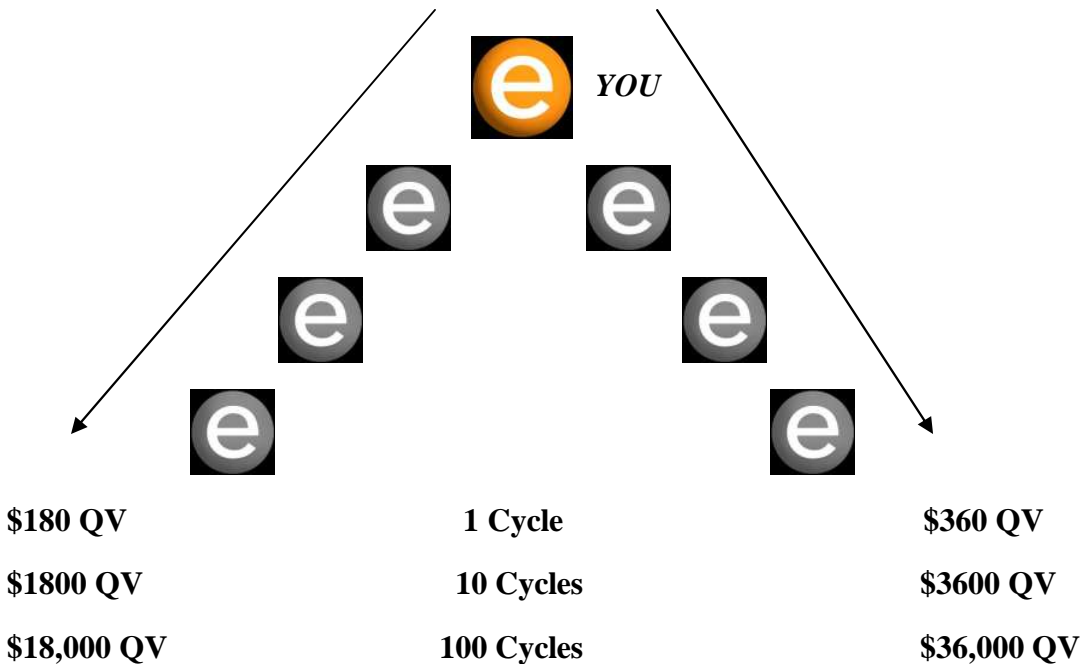 e YOU
e e
e e
e e
$180 QV 1 Cycle $360 QV
$1800 QV 10 Cycles $3600 QV
$18,000 QV 100 Cycles $36,000 QV